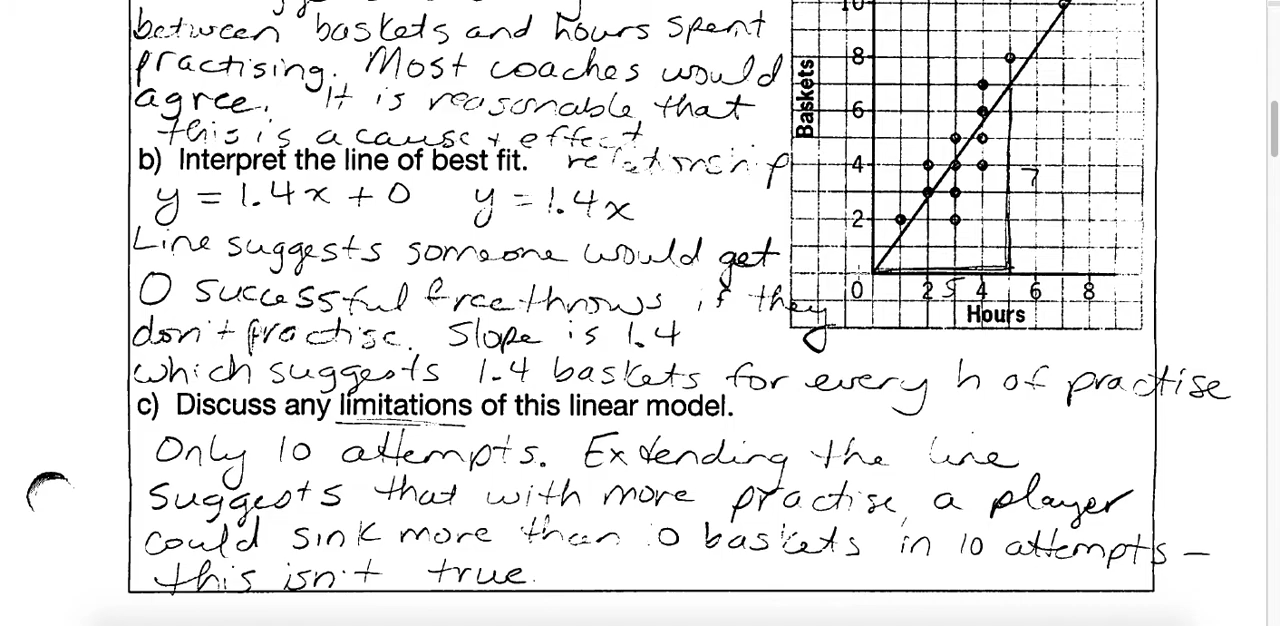 between baskets and hours spent
practising. Most coaches would
agree. It is reasonable that
this is a cause + effect
b) Interpret the line of best fit. relationship
y = 1.4x + 0 y = 1.4x
Line suggests someone would get
0 successful free throws if they
don't practise. Slope is 1.4
which suggests 1.4 baskets for every h of practise
c) Discuss any limitations of this linear model.
Only 10 attempts. Extending the line
suggests that with more practise, a player
could sink more than 10 baskets in 10 attempts –
this isn't true.
10
8
6
4
2
Baskets
7
0 2 5 4 6 8
Hours